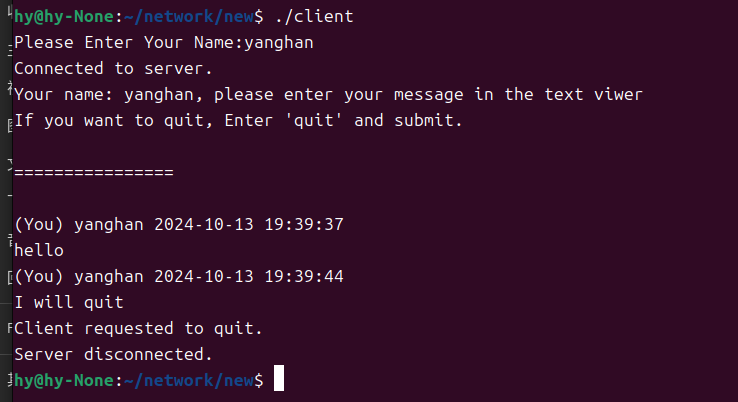 hy@hy-None:~/network/new$ ./client
Please Enter Your Name:yanghan
Connected to server.
Your name: yanghan, please enter your message in the text viwer
If you want to quit, Enter 'quit' and submit.
================
(You) yanghan 2024-10-13 19:39:37
hello
(You) yanghan 2024-10-13 19:39:44
I will quit
Client requested to quit.
Server disconnected.
hy@hy-None:~/network/new$